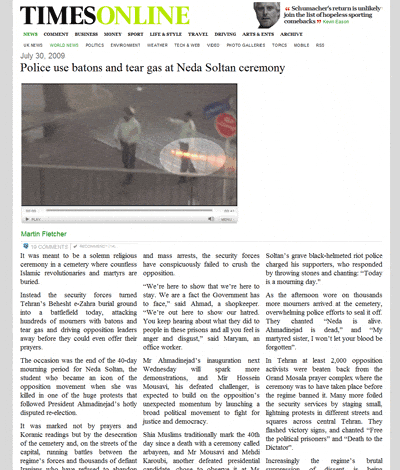 TIMESONLINE
Schumacher's return is unlikely
join the list of hopeless sporting
comebacks Kevin Eason
NEWS COMMENT BUSINESS MONEY SPORT LIFE & STYLE TRAVEL DRIVING ARTS & ENTS ARCHIVE
UK NEWS WORLD NEWS POLITICS ENVIRONMENT WEATHER TECH & WEB VIDEO PHOTO GALLERIES TOPICS MOBILE RSS
July 30, 2009
Police use batons and tear gas at Neda Soltan ceremony
PLAY MENU
Martin Fletcher
COMMENTS
It was meant to be a solemn religious
ceremony in a cemetery where countless
Islamic revolutionaries and martyrs are
buried.
Instead the security forces turned
Tehran's Behesht e-Zahra burial ground
into a battlefield today, attacking
hundreds of mourners with batons and
tear gas and driving opposition leaders
away before they could even offer their
prayers.
The occasion was the end of the 40-day
mourning period for Neda Soltan, the
student who became an icon of the
opposition movement when she was
killed in one of the huge protests that
followed President Ahmadinejad's hotly
disputed re-election.
It was marked not by prayers and
Koranic readings but by the desecration
of the cemetery and, on the streets of the
capital, running battles between the
regime's forces and thousands of defiant
Iranians who have refused to abandon
and mass arrests, the security forces
have conspicuously failed to crush the
opposition.
"We're here to show that we're here to
stay. We are a fact the Government has
to face," said Ahmad, a shopkeeper.
"We're out here to show our hatred.
You keep hearing about what they did to
people in these prisons and all you feel is
anger and disgust," said Maryam, an
office worker.
Mr Ahmadinejad's inauguration next
Wednesday will spark more
demonstrations, and Mir Hossein
Mousavi, his defeated challenger, is
expected to build on the opposition's
unexpected momentum by launching a
broad political movement to fight for
justice and democracy.
Shia Muslims traditionally mark the 40th
day since a death with a ceremony called
arbayeen, and Mr Mousavi and Mehdi
Karoubi, another defeated presidential
candidate, chose to observe it at Ms
Soltan's grave black-helmeted riot police
charged his supporters, who responded
by throwing stones and chanting: "Today
is a mourning day."
As the afternoon wore on thousands
more mourners arrived at the cemetery,
overwhelming police efforts to seal it off.
They chanted "Neda is alive.
Ahmadinejad is dead," and "My
martyred sister, I won't let your blood be
forgotten".
In Tehran at least 2,000 opposition
activists were beaten back from the
Grand Mosala prayer complex where the
ceremony was to have taken place before
the regime banned it. Many more foiled
the security services by staging small,
lightning protests in different streets and
squares across central Tehran. They
flashed victory signs, and chanted "Free
the political prisoners" and "Death to the
Dictator".
Increasingly the regime's brutal
suppression of dissent is being